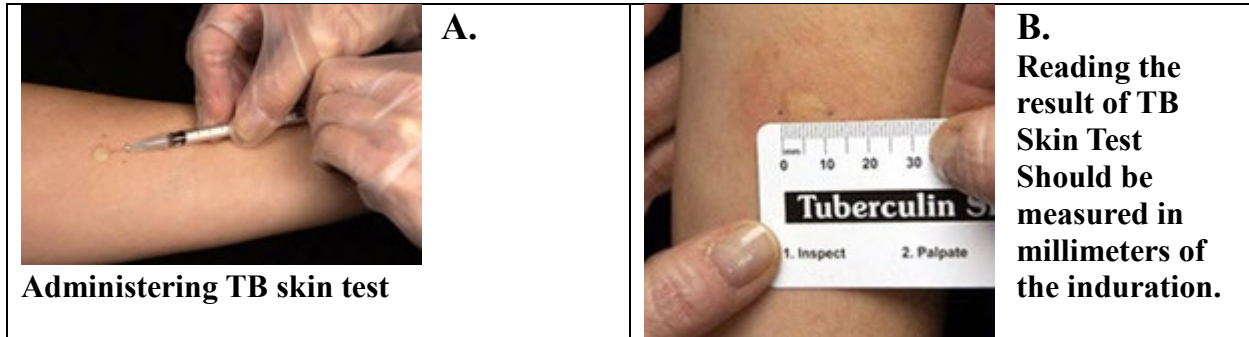 A.
Administering TB skin test
B.
Reading the
result of TB
Skin Test
Should be
measured in
millimeters of
the induration.
mm
0 10 20 30
Tuberculin
1. Inspect 2. Palpate